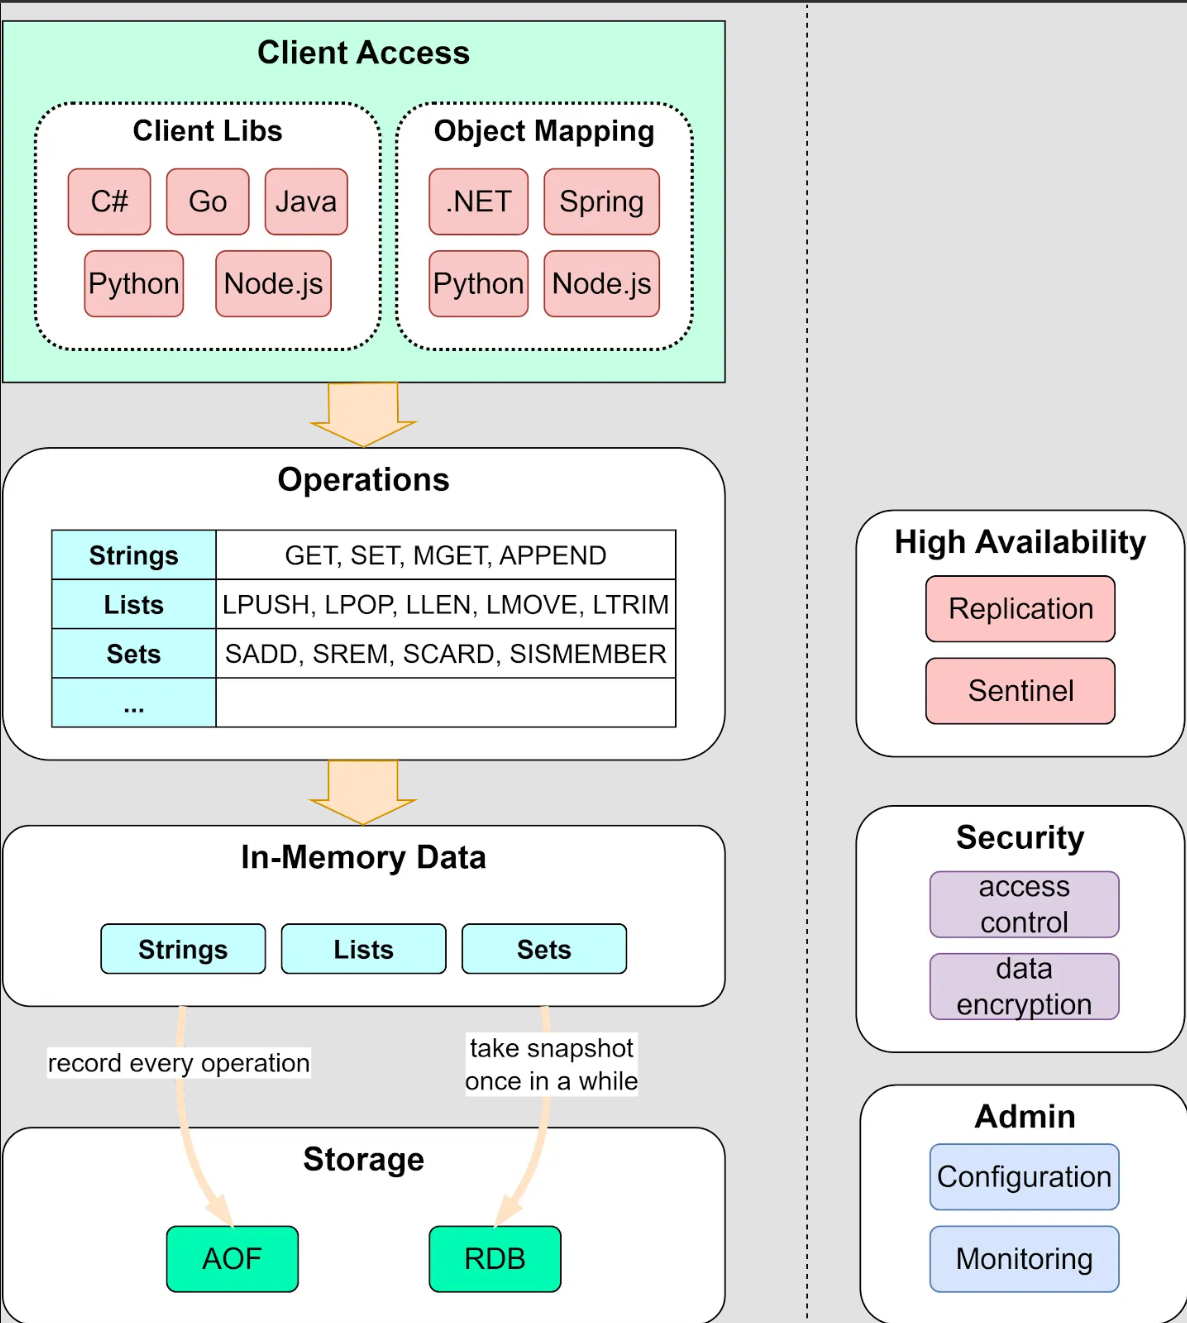 Client Access
Client Libs
C# Go Java
Python Node.js
Object Mapping
.NET Spring
Python Node.js
Operations
Strings GET, SET, MGET, APPEND
Lists LPUSH, LPOP, LLEN, LMOVE, LTRIM
Sets SADD, SREM, SCARD, SISMEMBER
...
In-Memory Data
Strings Lists Sets
record every operation
take snapshot
once in a while
Storage
AOF RDB
High Availability
Replication
Sentinel
Security
access
control
data
encryption
Admin
Configuration
Monitoring